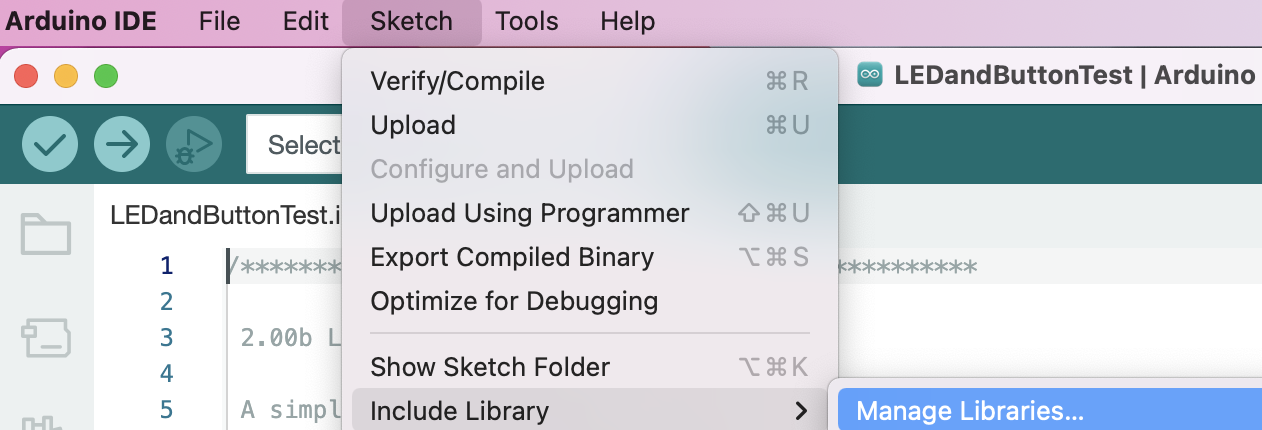 Arduino IDE File Edit Sketch Tools Help
LEDandButtonTest | Arduino
Verify/Compile ⌘R
Upload ⌘U
Select
Configure and Upload
LEDandButtonTest.i
Upload Using Programmer ⇧⌘U
Export Compiled Binary ⌥⌘S
1 /******* **********
2
Optimize for Debugging
3 2.00b L
4
Show Sketch Folder ⌥⌘K
5 A simpl
Include Library
Manage Libraries...